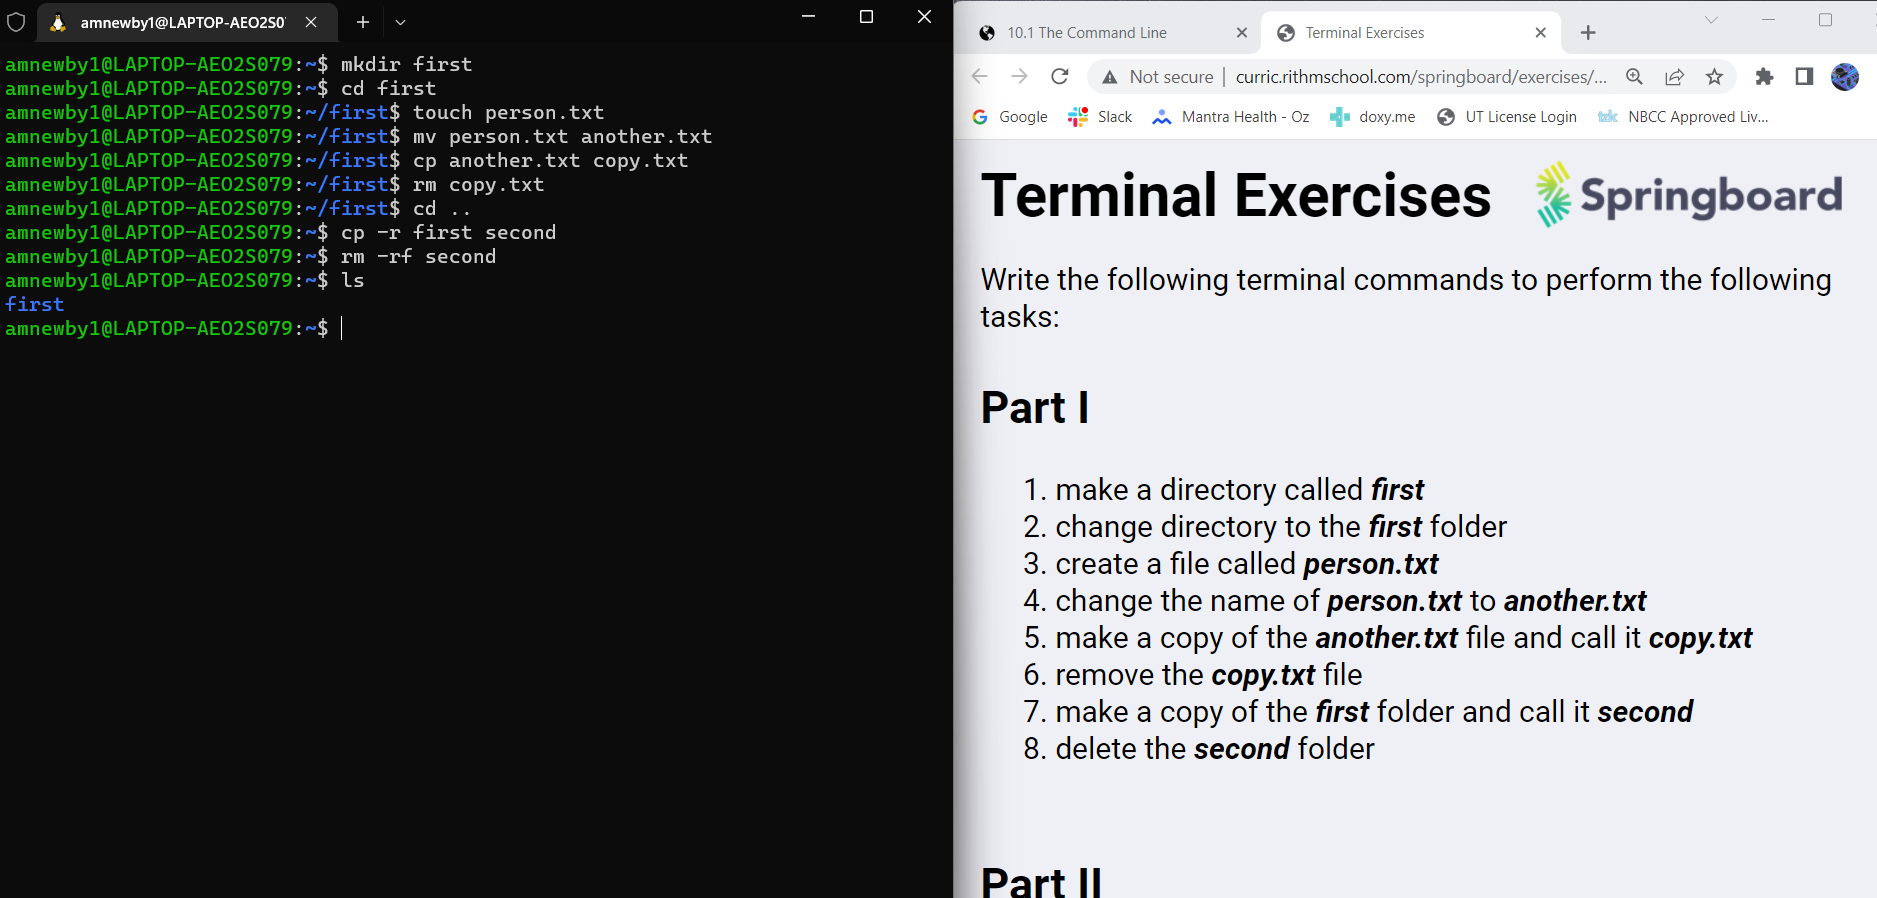 amnewby1@LAPTOP-AEO2S0
amnewby1@LAPTOP-AEO2S079:~$ mkdir first
amnewby1@LAPTOP-AEO2S079:~$ cd first
amnewby1@LAPTOP-AEO2S079:~/first$ touch person.txt
amnewby1@LAPTOP-AEO2S079:~/first$ mv person.txt another.txt
amnewby1@LAPTOP-AEO2S079:~/first$ cp another.txt copy.txt
amnewby1@LAPTOP-AEO2S079:~/first$ rm copy.txt
amnewby1@LAPTOP-AEO2S079:~/first$ cd ..
amnewby1@LAPTOP-AEO2S079:~$ cp -r first second
amnewby1@LAPTOP-AEO2S079:~$ rm -rf second
amnewby1@LAPTOP-AEO2S079:~$ ls
first
amnewby1@LAPTOP-AEO2S079:~$
10.1 The Command Line
Terminal Exercises
Not secure | curric.rithmschool.com/springboard/exercises/...
Google Slack Mantra Health - Oz doxy.me UT License Login NBCC Approved Liv...
Terminal Exercises
Springboard
Write the following terminal commands to perform the following
tasks:
Part I
1. make a directory called first
2. change directory to the first folder
3. create a file called person.txt
4. change the name of person.txt to another.txt
5. make a copy of the another.txt file and call it copy.txt
6. remove the copy.txt file
7. make a copy of the first folder and call it second
8. delete the second folder
Part II